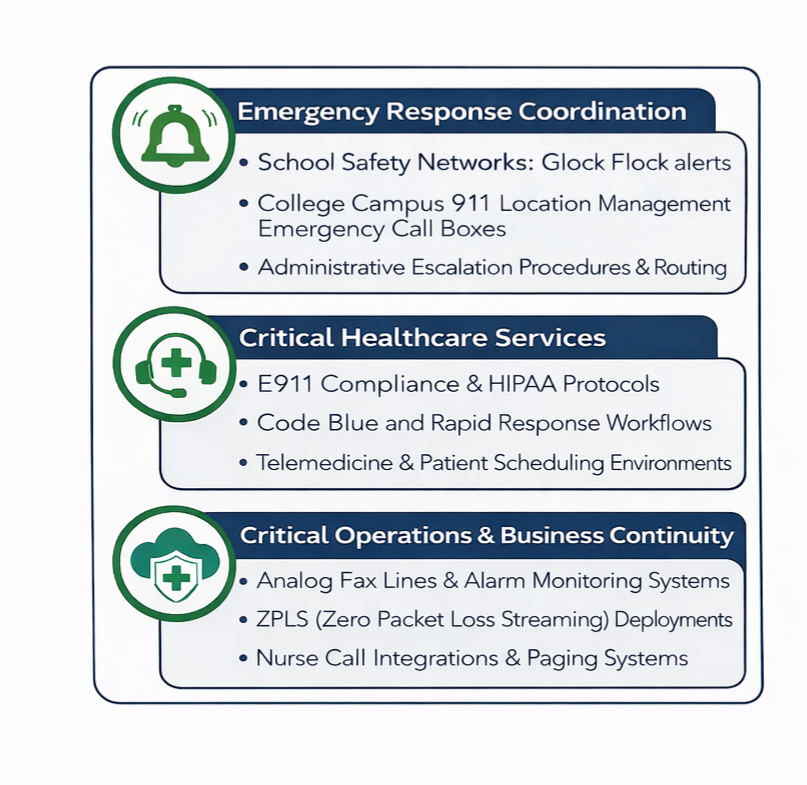 Emergency Response Coordination
• School Safety Networks: Glock Flock alerts
• College Campus 911 Location Management
Emergency Call Boxes
• Administrative Escalation Procedures & Routing
Critical Healthcare Services
• E911 Compliance & HIPAA Protocols
• Code Blue and Rapid Response Workflows
• Telemedicine & Patient Scheduling Environments
Critical Operations & Business Continuity
• Analog Fax Lines & Alarm Monitoring Systems
• ZPLS (Zero Packet Loss Streaming) Deployments
• Nurse Call Integrations & Paging Systems